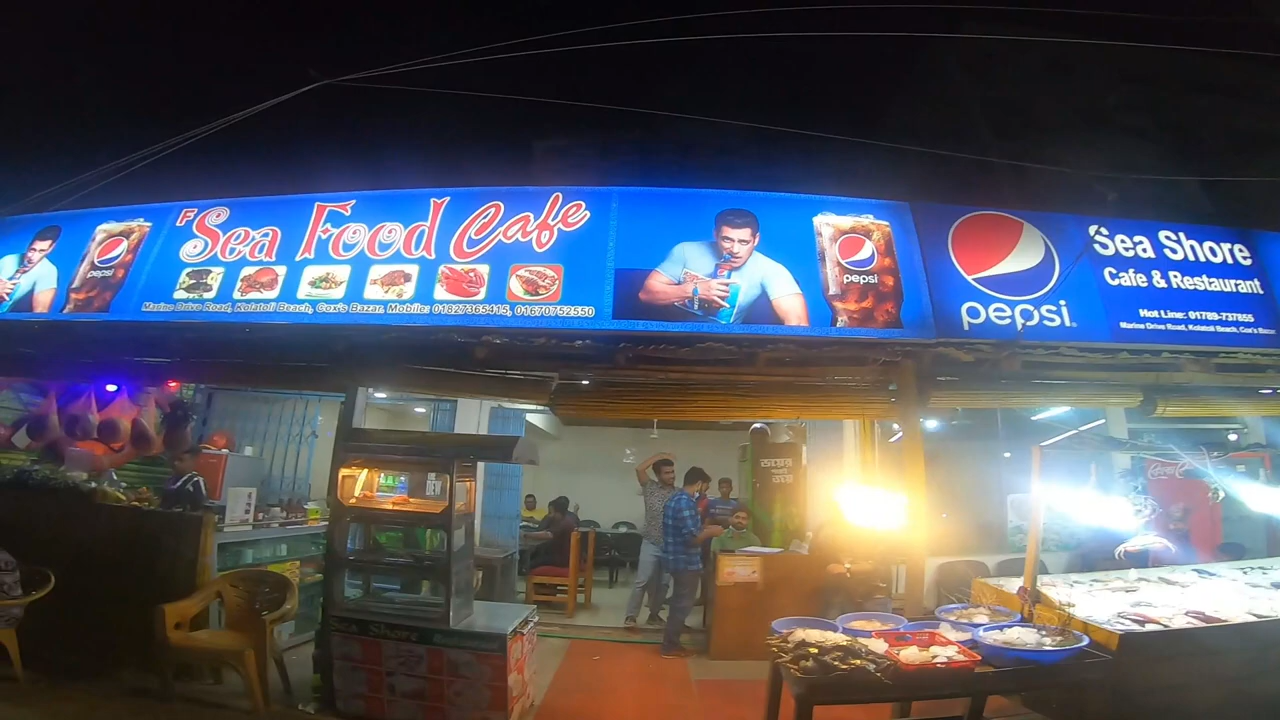 pepsi
F Sea Food Cafe
Marine Drive Road, Kolatoli Beach, Cox's Bazar. Mobile: 01827365415, 01670752550
pepsi
pepsi
Sea Shore
Cafe & Restaurant
Hot Line: 01789-737855
Marine Drive Road, Kolatoli Beach, Cox's Bazar
DEW
Sea Shore